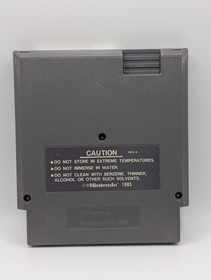 CAUTION
REV-A
●DO NOT STORE IN EXTREME TEMPERATURES.
●DO NOT IMMERSE IN WATER.
●DO NOT CLEAN WITH BENZENE, THINNER,
ALCOHOL OR OTHER SUCH SOLVENTS.
©®Nintendo 1985